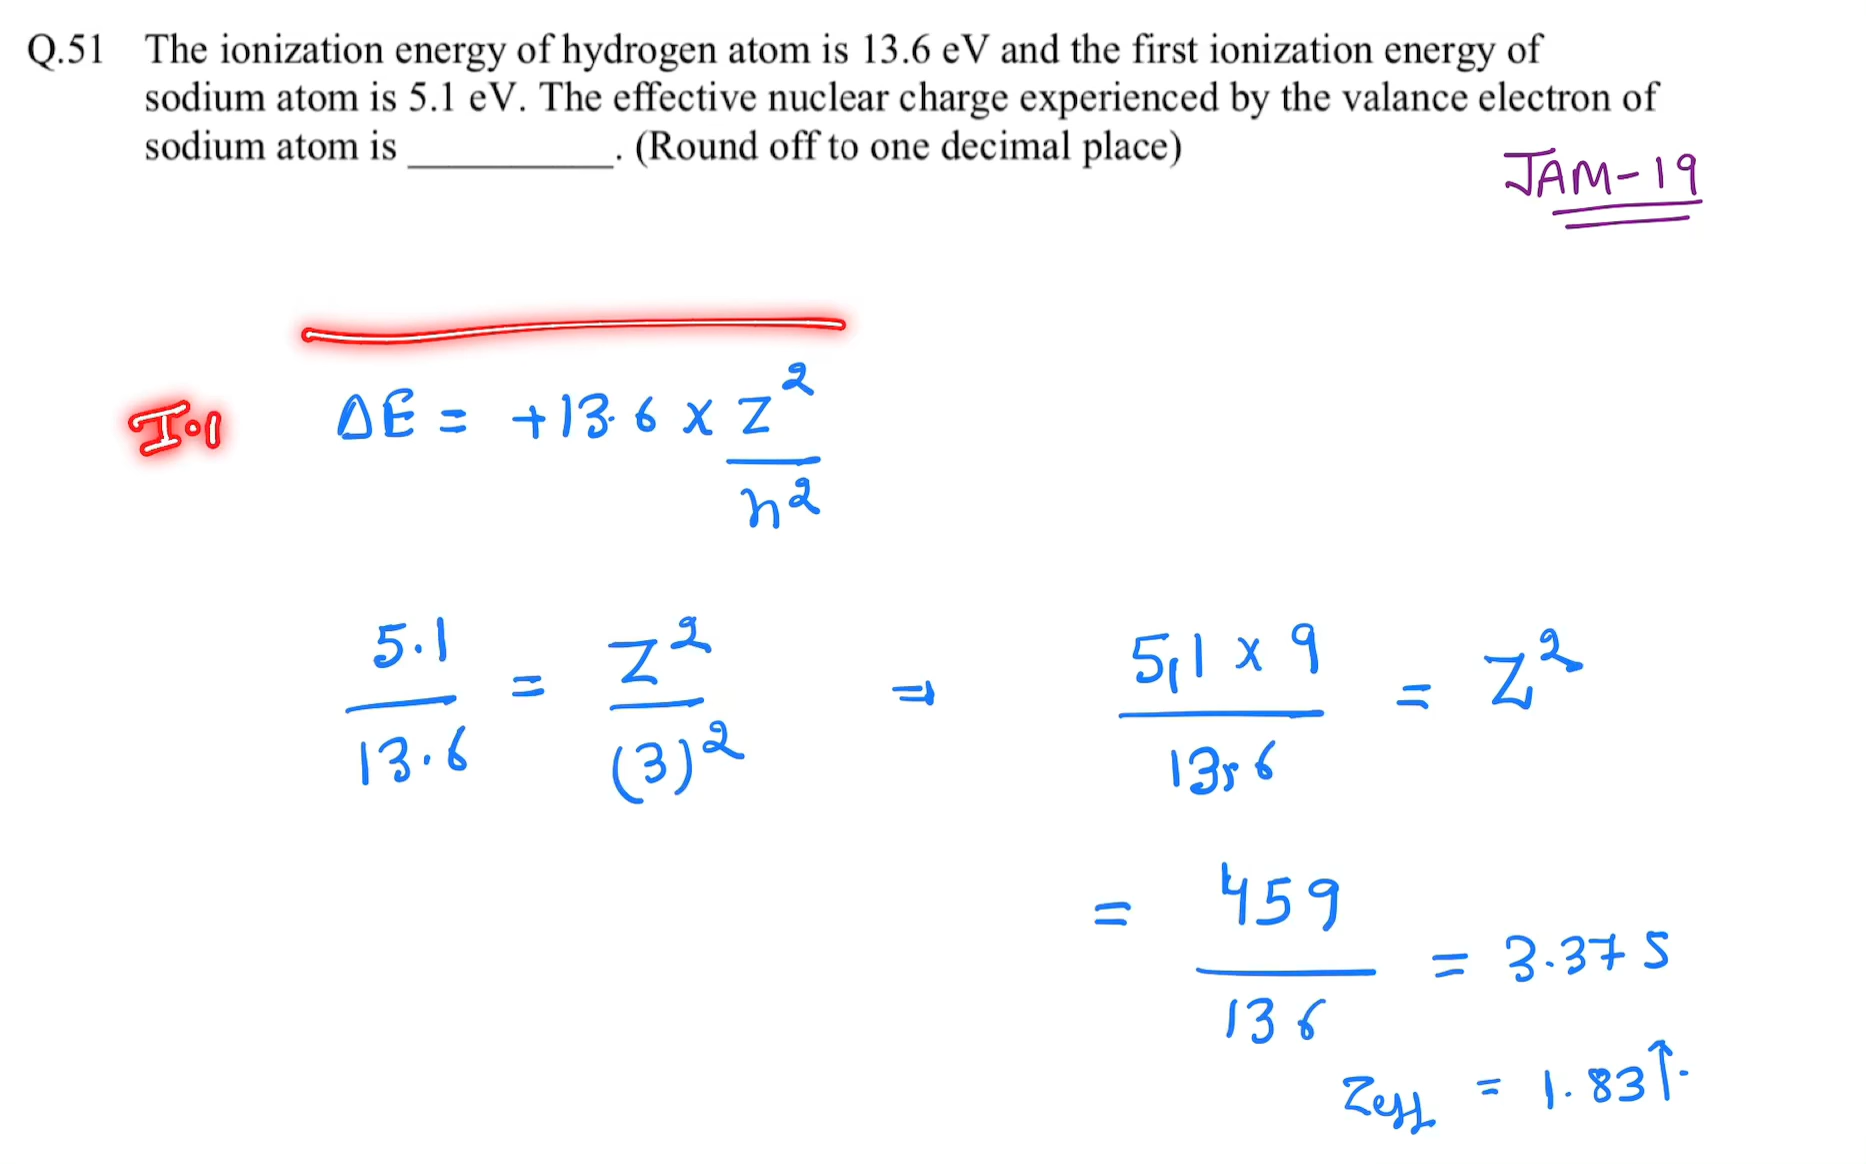 Q.51 The ionization energy of hydrogen atom is 13.6 eV and the first ionization energy of
sodium atom is 5.1 eV. The effective nuclear charge experienced by the valance electron of
sodium atom is __________. (Round off to one decimal place)
JAM-19
I.1 ΔE = +13.6 × Z²/n²
5.1/13.6 = Z²/(3)² ⇒ 5.1 × 9/13.6 = Z²
= 459/136 = 3.375
Zeff = 1.83↑.